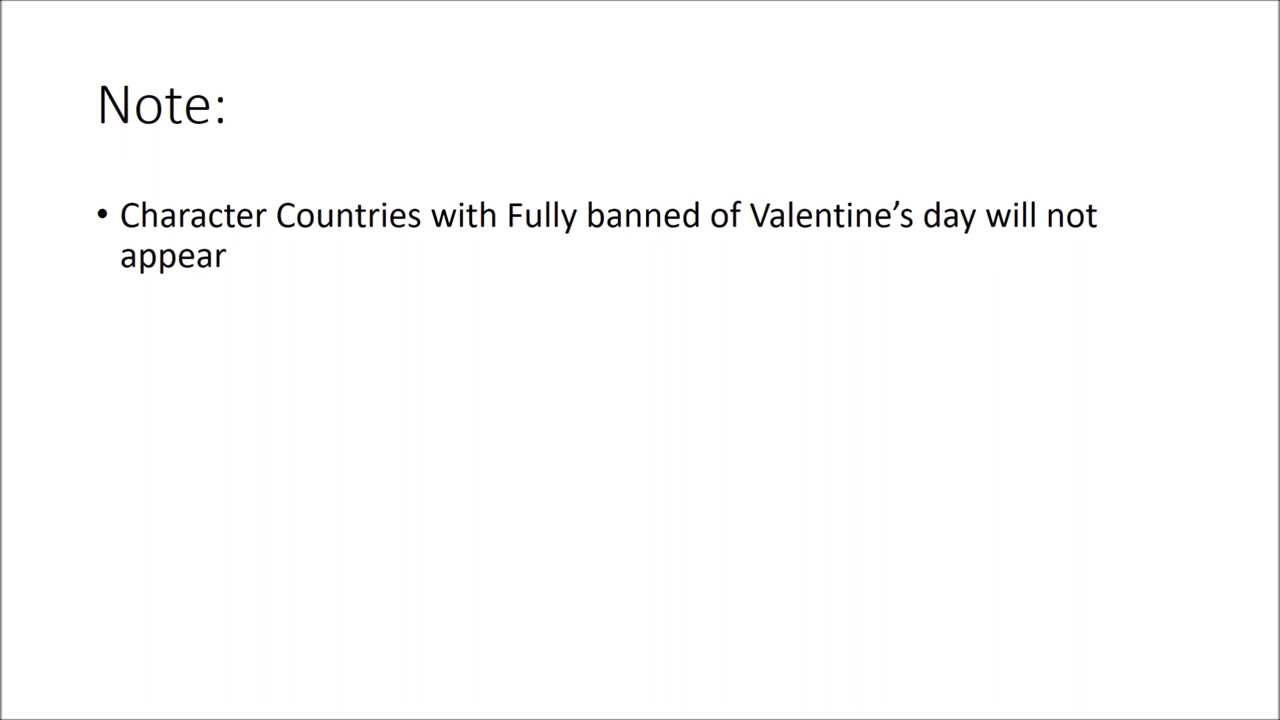 Note:
• Character Countries with Fully banned of Valentine’s day will not
appear